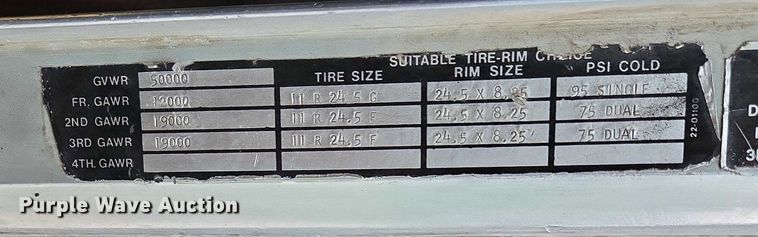 SUITABLE TIRE-RIM CHOICE
TIRE SIZE RIM SIZE PSI COLD
GVWR 50000
FR. GAWR 12000 11 R 24.5 G 24.5 X 8.25 95 SINGLE
2ND GAWR 19000 11 R 24.5 F 24.5 X 8.25 75 DUAL
3RD GAWR 19000 11 R 24.5 F 24.5 X 8.25 75 DUAL
4TH. GAWR
22-01100
Purple Wave Auction